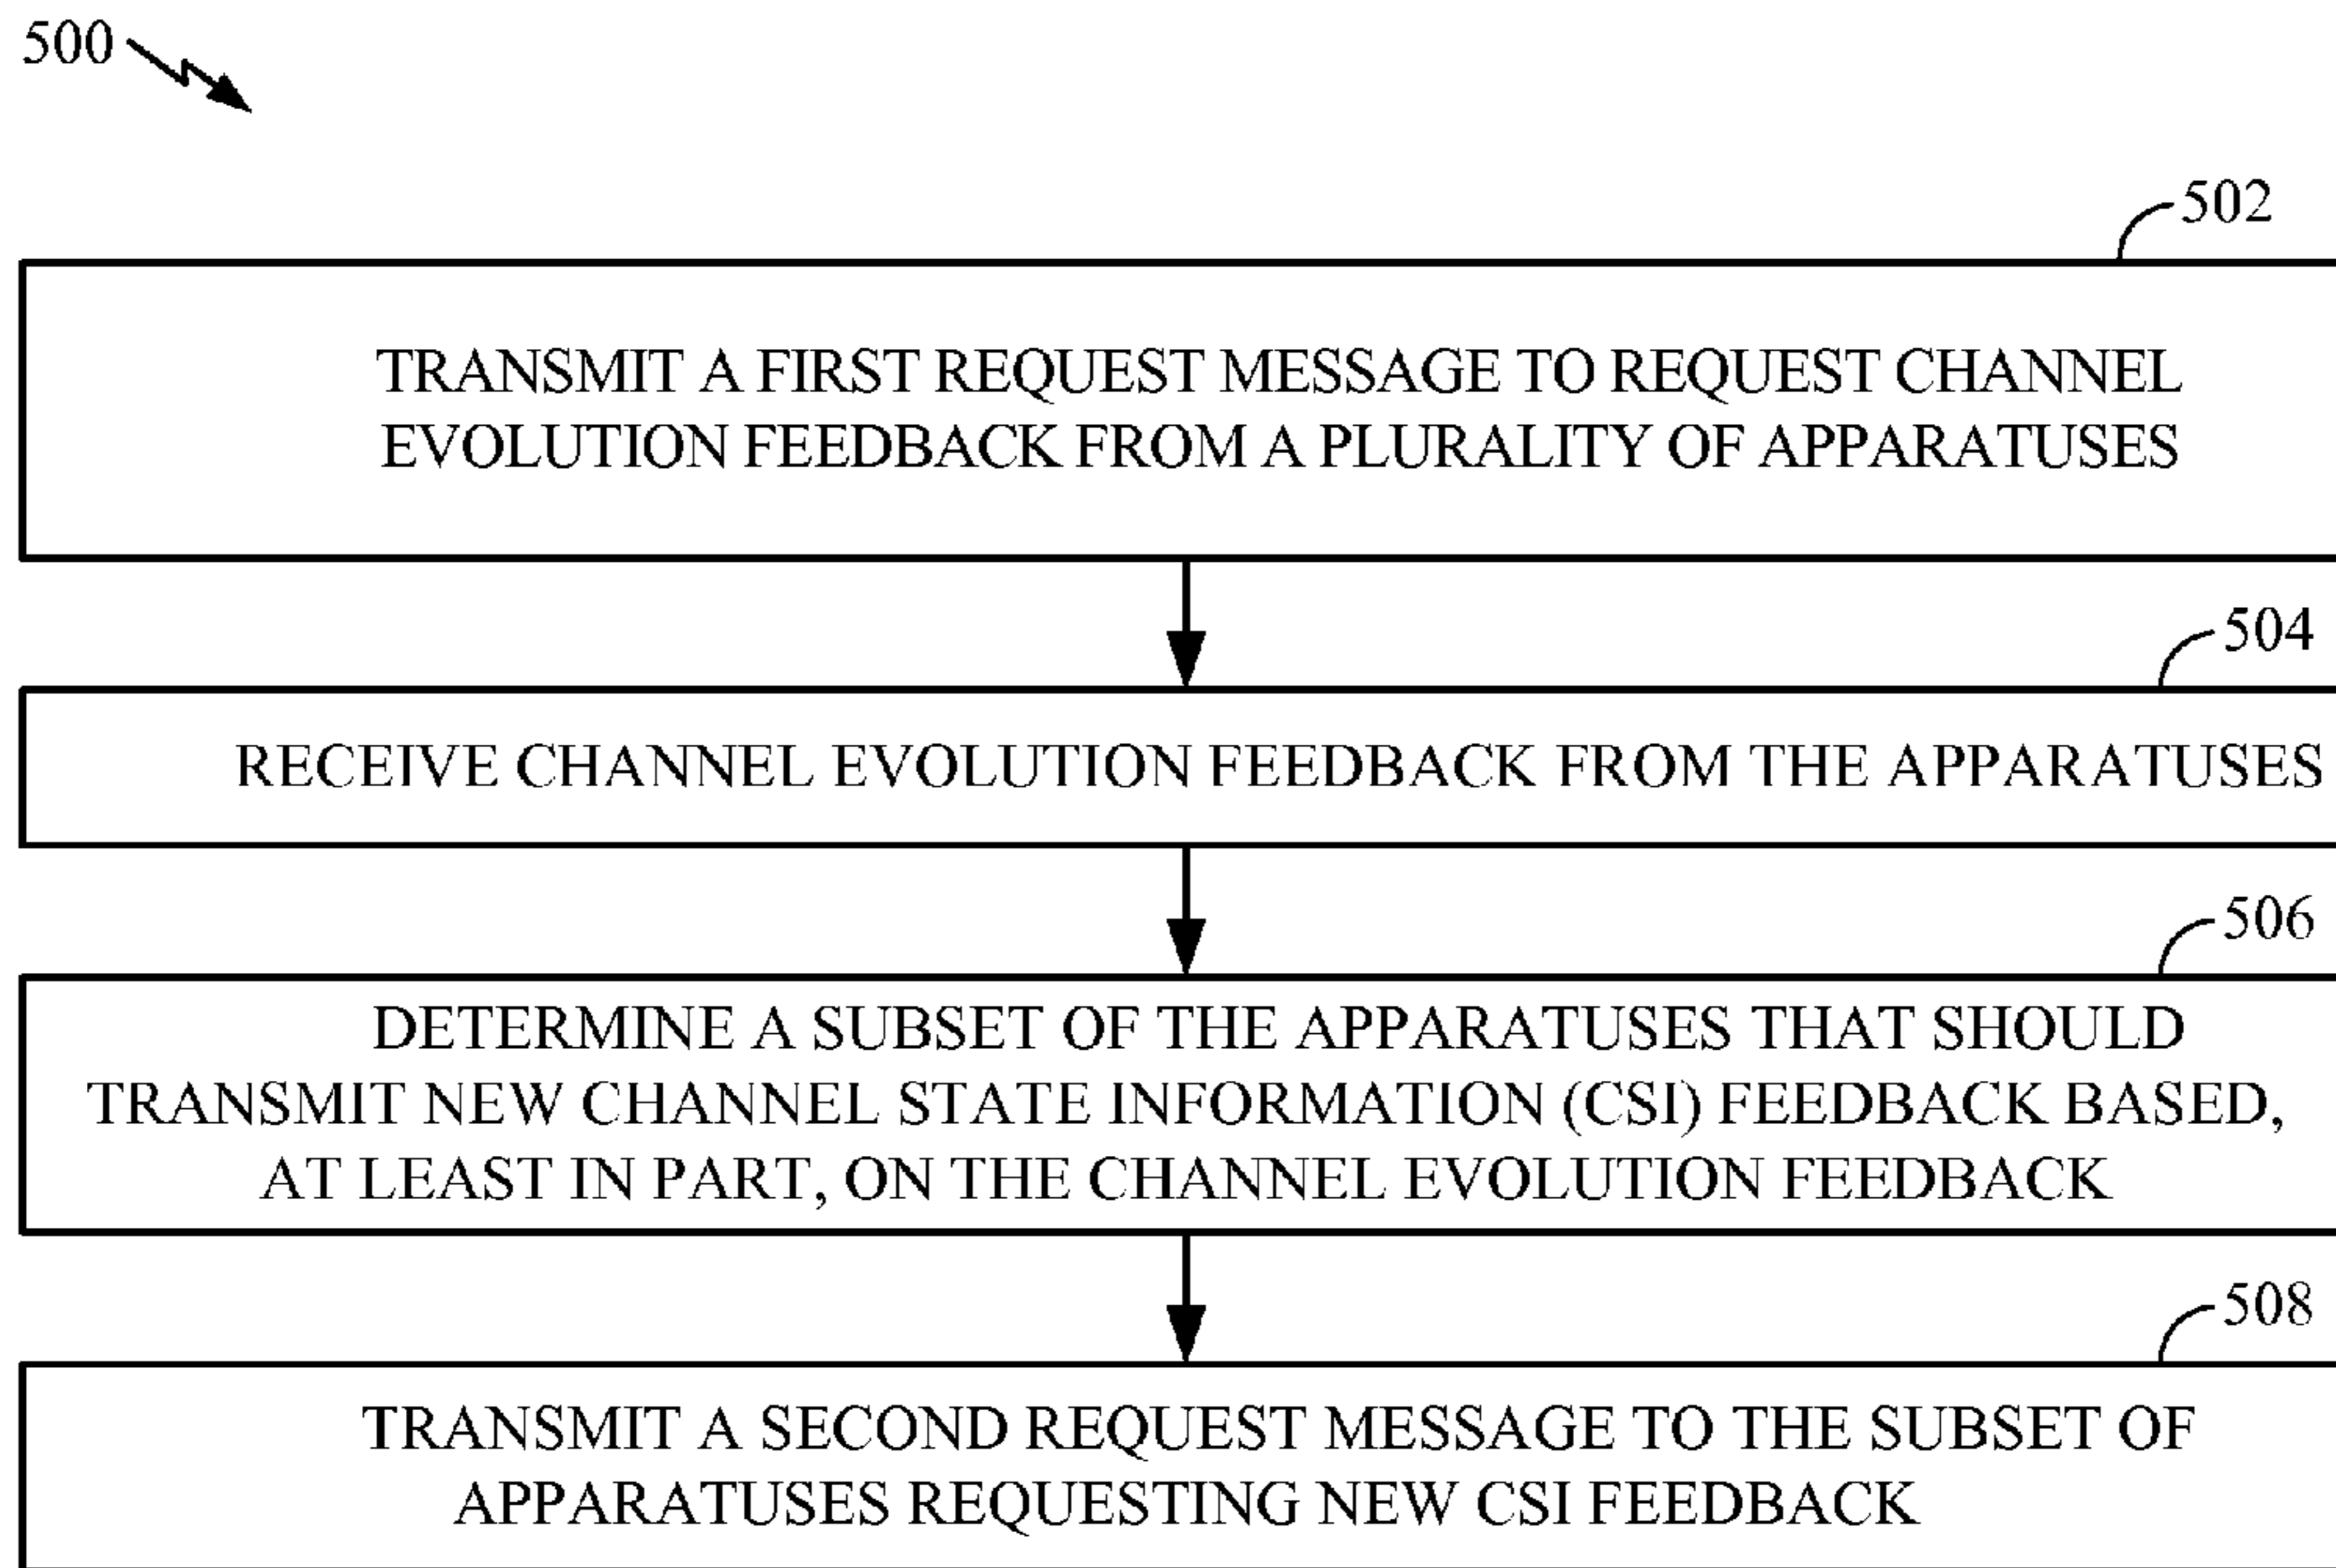 500
502
TRANSMIT A FIRST REQUEST MESSAGE TO REQUEST CHANNEL
EVOLUTION FEEDBACK FROM A PLURALITY OF APPARATUSES
504
RECEIVE CHANNEL EVOLUTION FEEDBACK FROM THE APPARATUSES
506
DETERMINE A SUBSET OF THE APPARATUSES THAT SHOULD
TRANSMIT NEW CHANNEL STATE INFORMATION (CSI) FEEDBACK BASED,
AT LEAST IN PART, ON THE CHANNEL EVOLUTION FEEDBACK
508
TRANSMIT A SECOND REQUEST MESSAGE TO THE SUBSET OF
APPARATUSES REQUESTING NEW CSI FEEDBACK